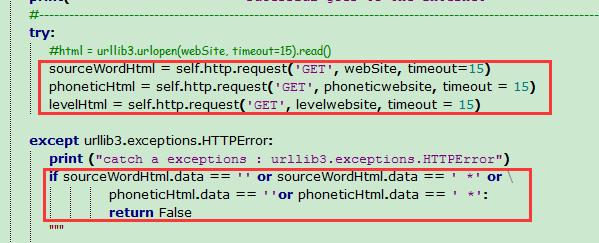 #-----------------------------------------------------------------------------------------
try:
#html = urllib3.urlopen(webSite, timeout=15).read()
sourceWordHtml = self.http.request('GET', webSite, timeout=15)
phoneticHtml = self.http.request('GET', phoneticwebsite, timeout = 15)
levelHtml = self.http.request('GET', levelwebsite, timeout = 15)
except urllib3.exceptions.HTTPError:
print ("catch a exceptions : urllib3.exceptions.HTTPError")
if sourceWordHtml.data == '' or sourceWordHtml.data == ' *' or \
phoneticHtml.data == ''or phoneticHtml.data == ' *':
return False
"""